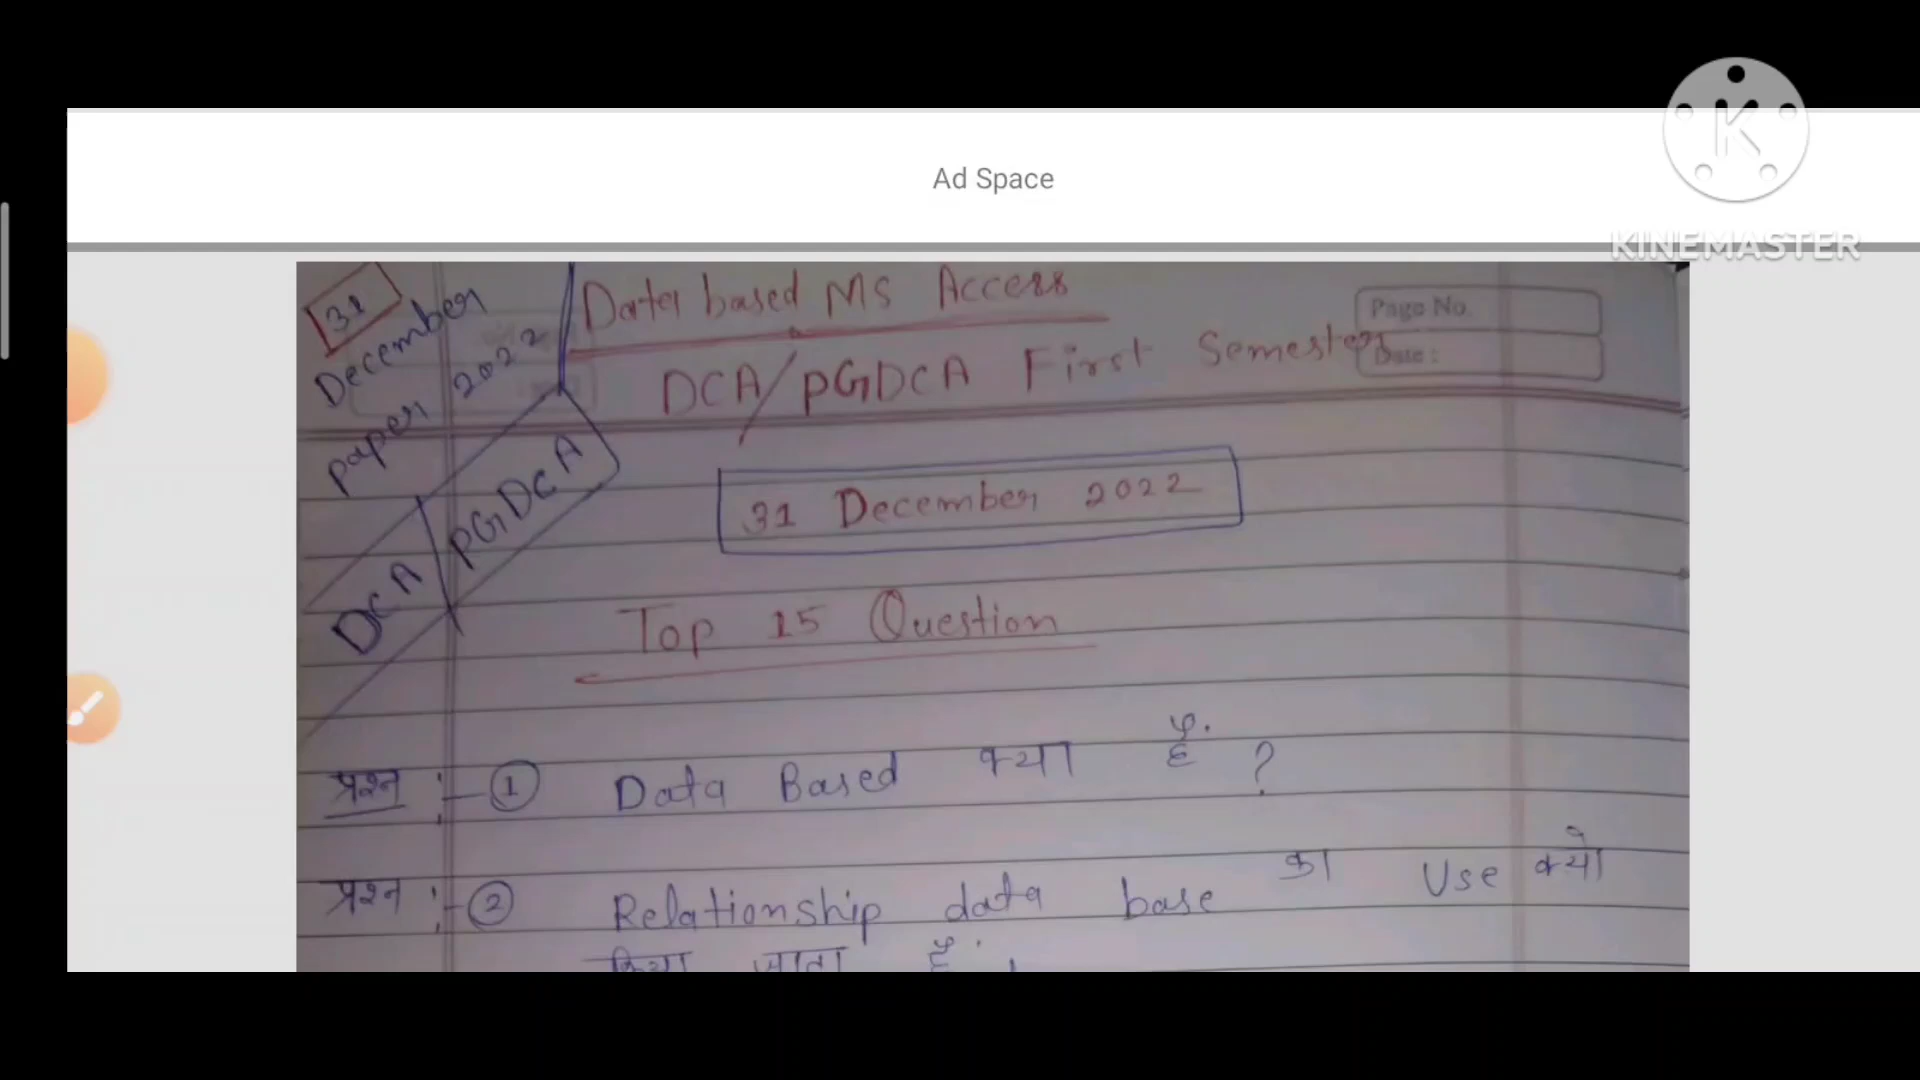 Ad Space
KINEMASTER
31
December
paper 2022
DCA
PGDCA
Data based MS Access
DCA/PGDCA First Semester
Page No.
Date :
31 December 2022
Top 15 Question
प्रश्न :- 1 Data Based क्या है ?
प्रश्न :- 2 Relationship data base का Use क्यो
किया जाता है